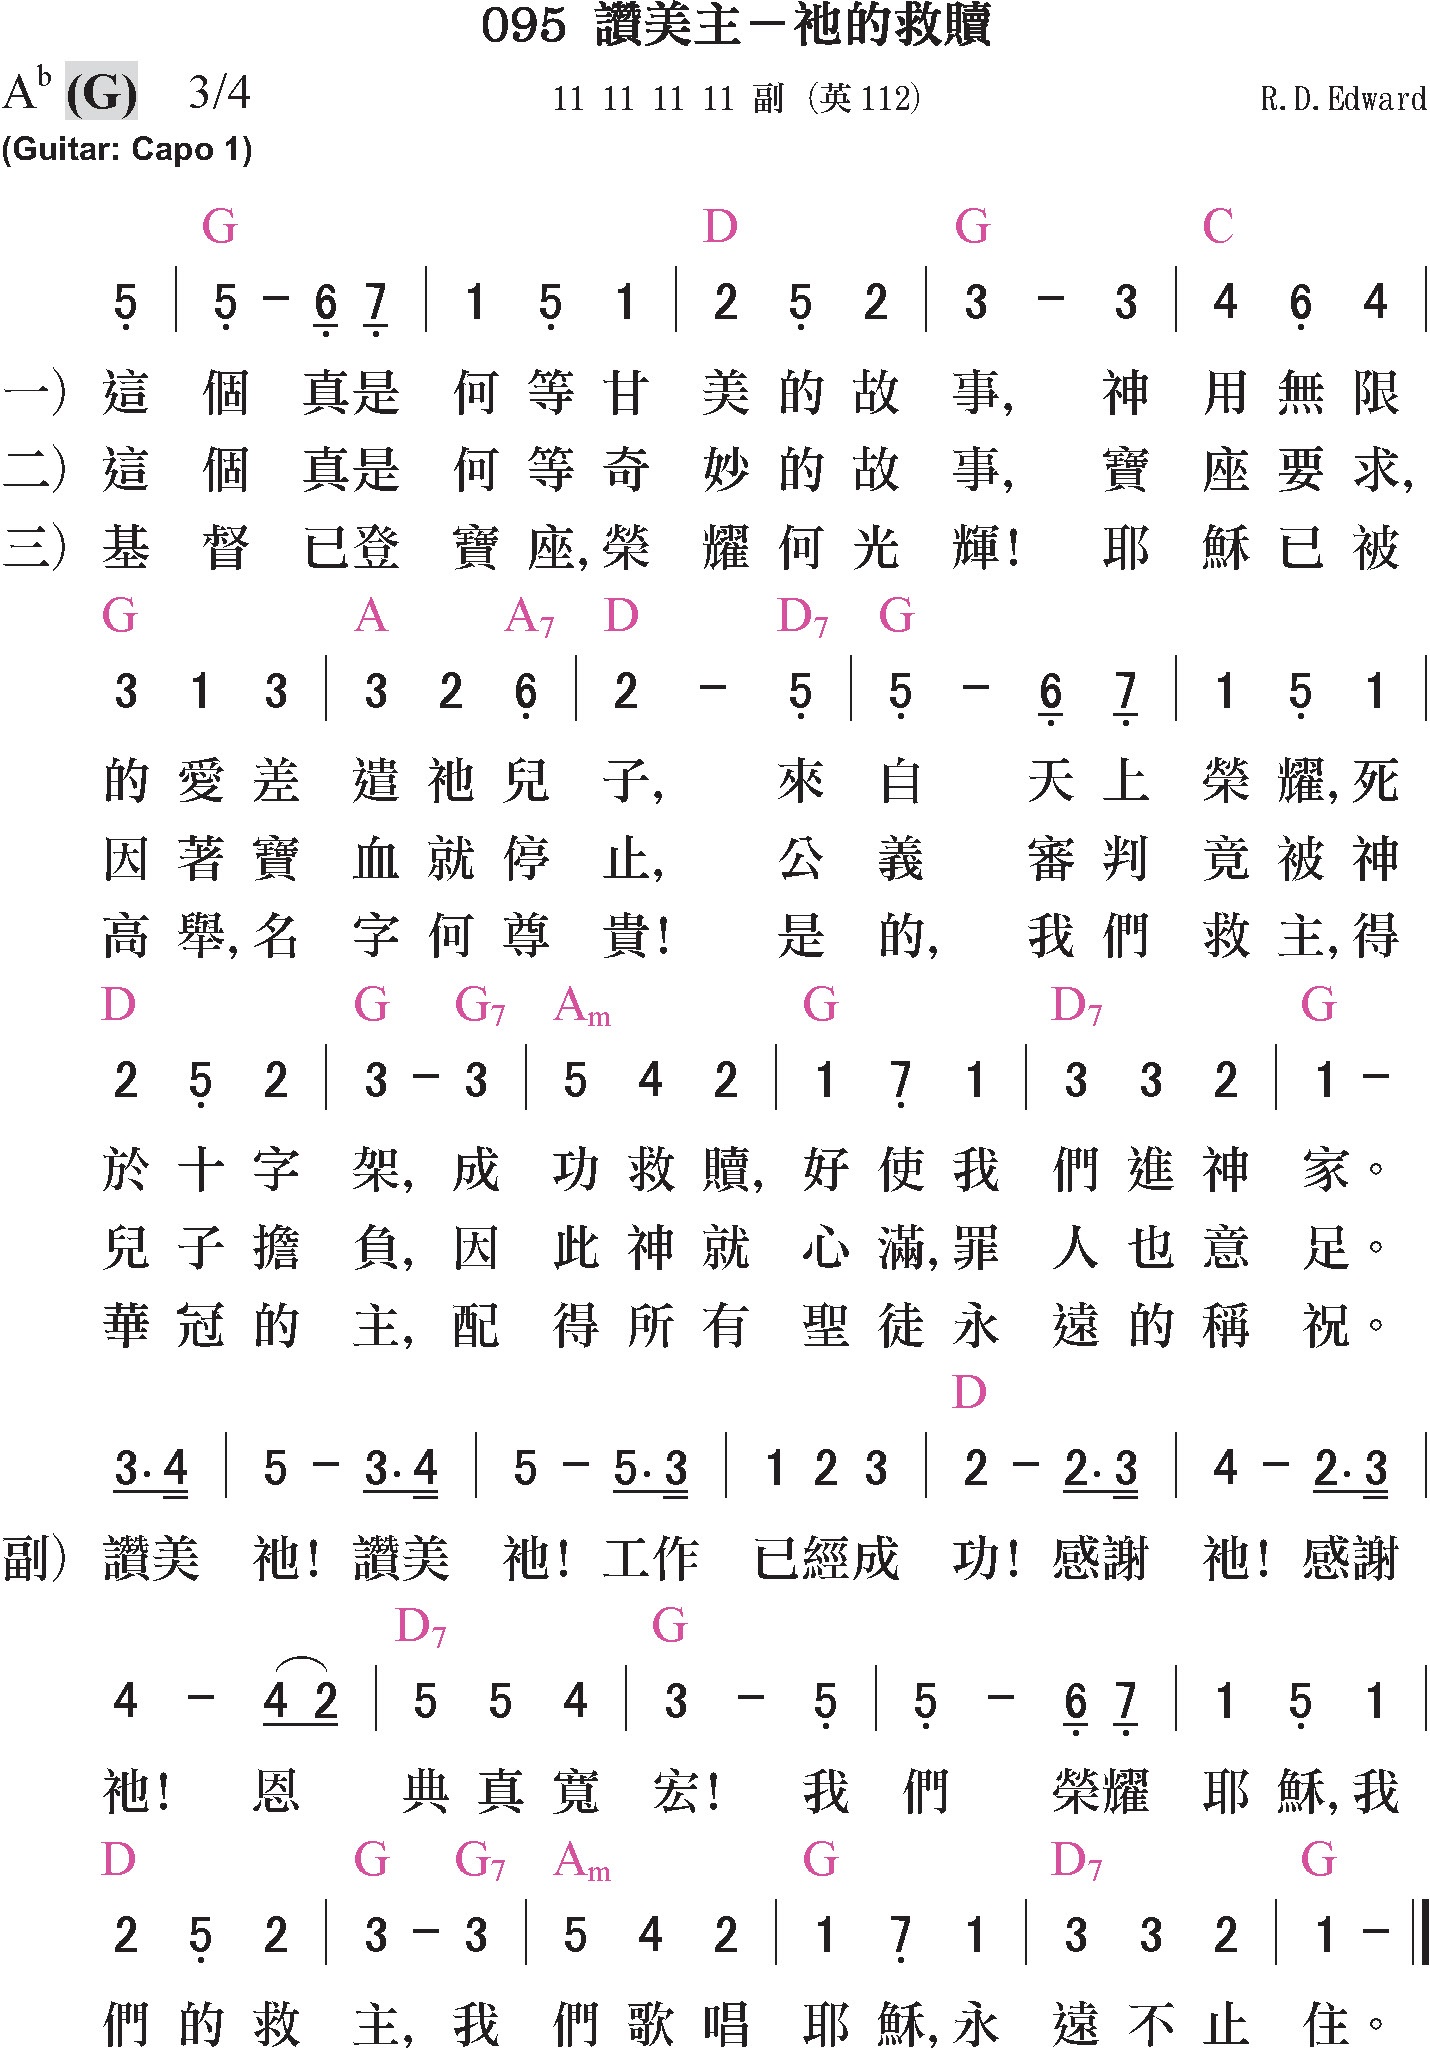 095 讚美主－祂的救贖
A♭ (G) 3/4 11 11 11 11 副 (英112) R.D.Edward
(Guitar: Capo 1)
G D G C
5̣ | 5̣ - 6̣ 7̣ | 1 5̣ 1 | 2 5̣ 2 | 3 - 3 | 4 6̣ 4 |
一) 這個真是何等甘美的故事, 神用無限
二) 這個真是何等奇妙的故事, 寶座要求,
三) 基督已登寶座, 榮耀何光輝! 耶穌已被
G A A7 D D7 G
3 1 3 | 3 2 6̣ | 2 - 5̣ | 5̣ - 6̣ 7̣ | 1 5̣ 1 |
的愛差遣祂兒子, 來自天上榮耀, 死
因著寶血就停止, 公義審判竟被神
高舉, 名字何尊貴! 是的, 我們救主, 得
D G G7 Am G D7 G
2 5̣ 2 | 3 - 3 | 5 4 2 | 1 7̣ 1 | 3 3 2 | 1 -
於十字架, 成功救贖, 好使我們進神家。
兒子擔負, 因此神就心滿, 罪人也意足。
華冠的主, 配得所有聖徒永遠的稱祝。
D
3. 4 | 5 - 3. 4 | 5 - 5. 3 | 1 2 3 | 2 - 2. 3 | 4 - 2. 3 |
副) 讚美祂! 讚美祂! 工作已經成功! 感謝祂! 感謝
D7 G
4 - 4 2 | 5 5 4 | 3 - 5̣ | 5̣ - 6̣ 7̣ | 1 5̣ 1 |
祂! 恩典真寬宏! 我們榮耀耶穌, 我
D G G7 Am G D7 G
2 5̣ 2 | 3 - 3 | 5 4 2 | 1 7̣ 1 | 3 3 2 | 1 - ‖
們的救主, 我們歌唱耶穌, 永遠不止住。